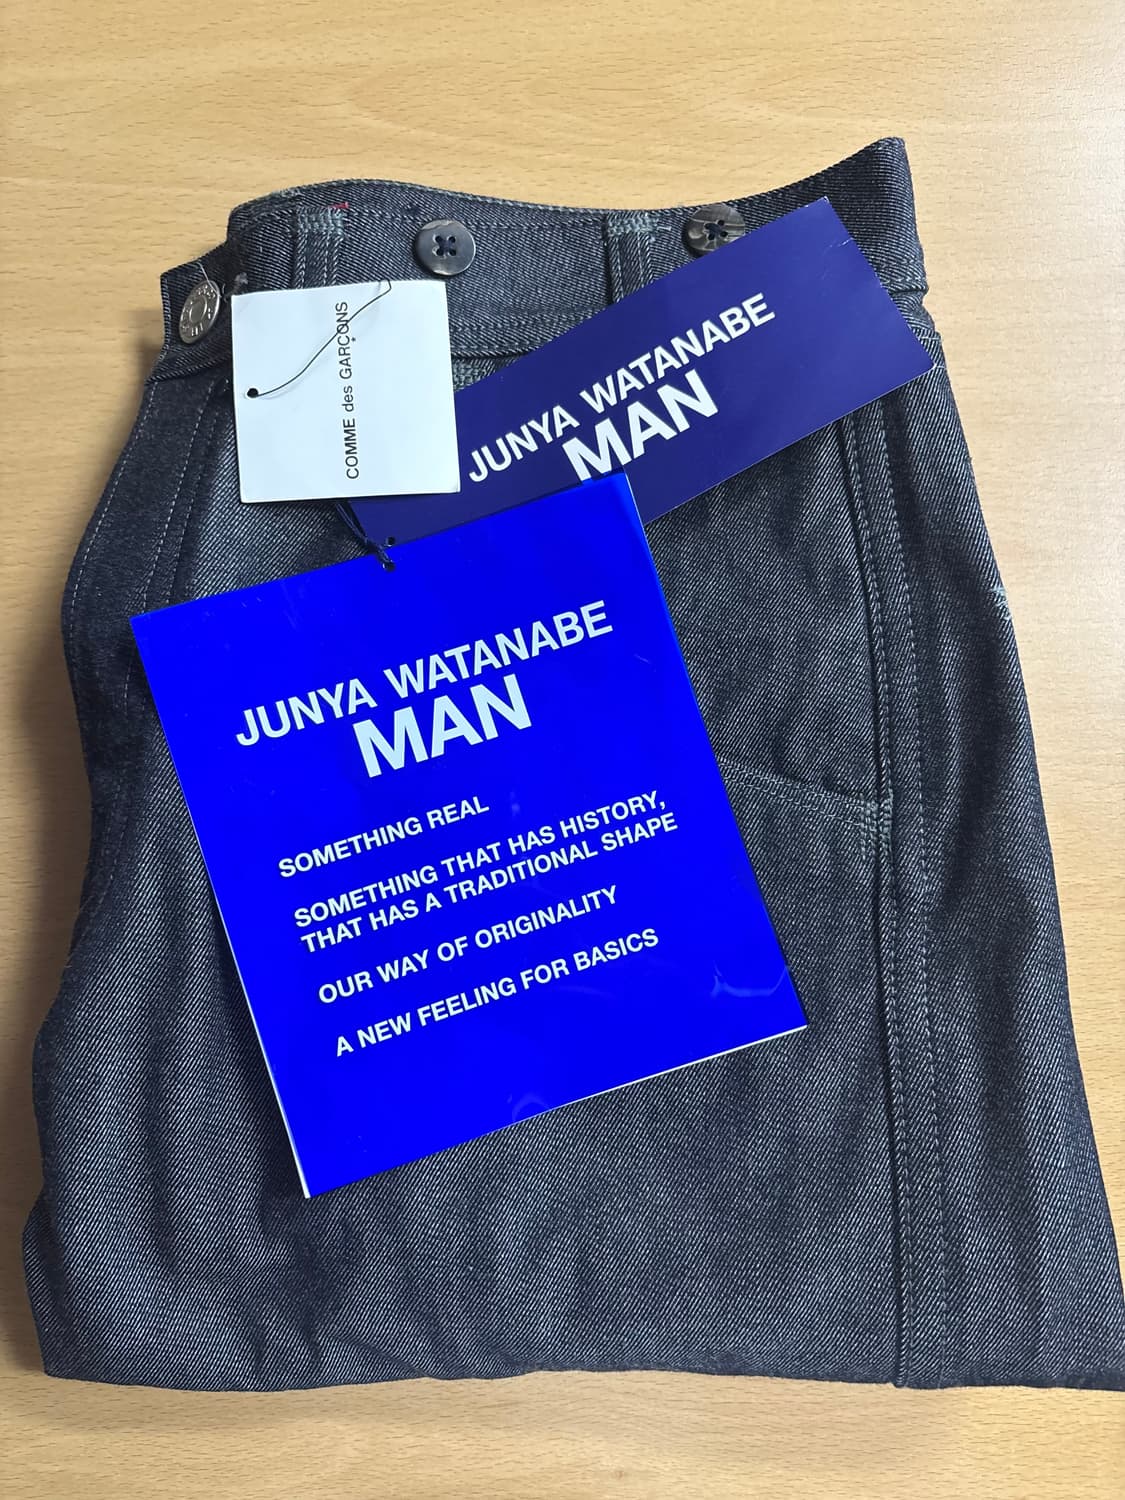 COMME des GARÇONS
JUNYA WATANABE
MAN
JUNYA WATANABE
MAN
SOMETHING REAL
SOMETHING THAT HAS HISTORY,
THAT HAS A TRADITIONAL SHAPE
OUR WAY OF ORIGINALITY
A NEW FEELING FOR BASICS